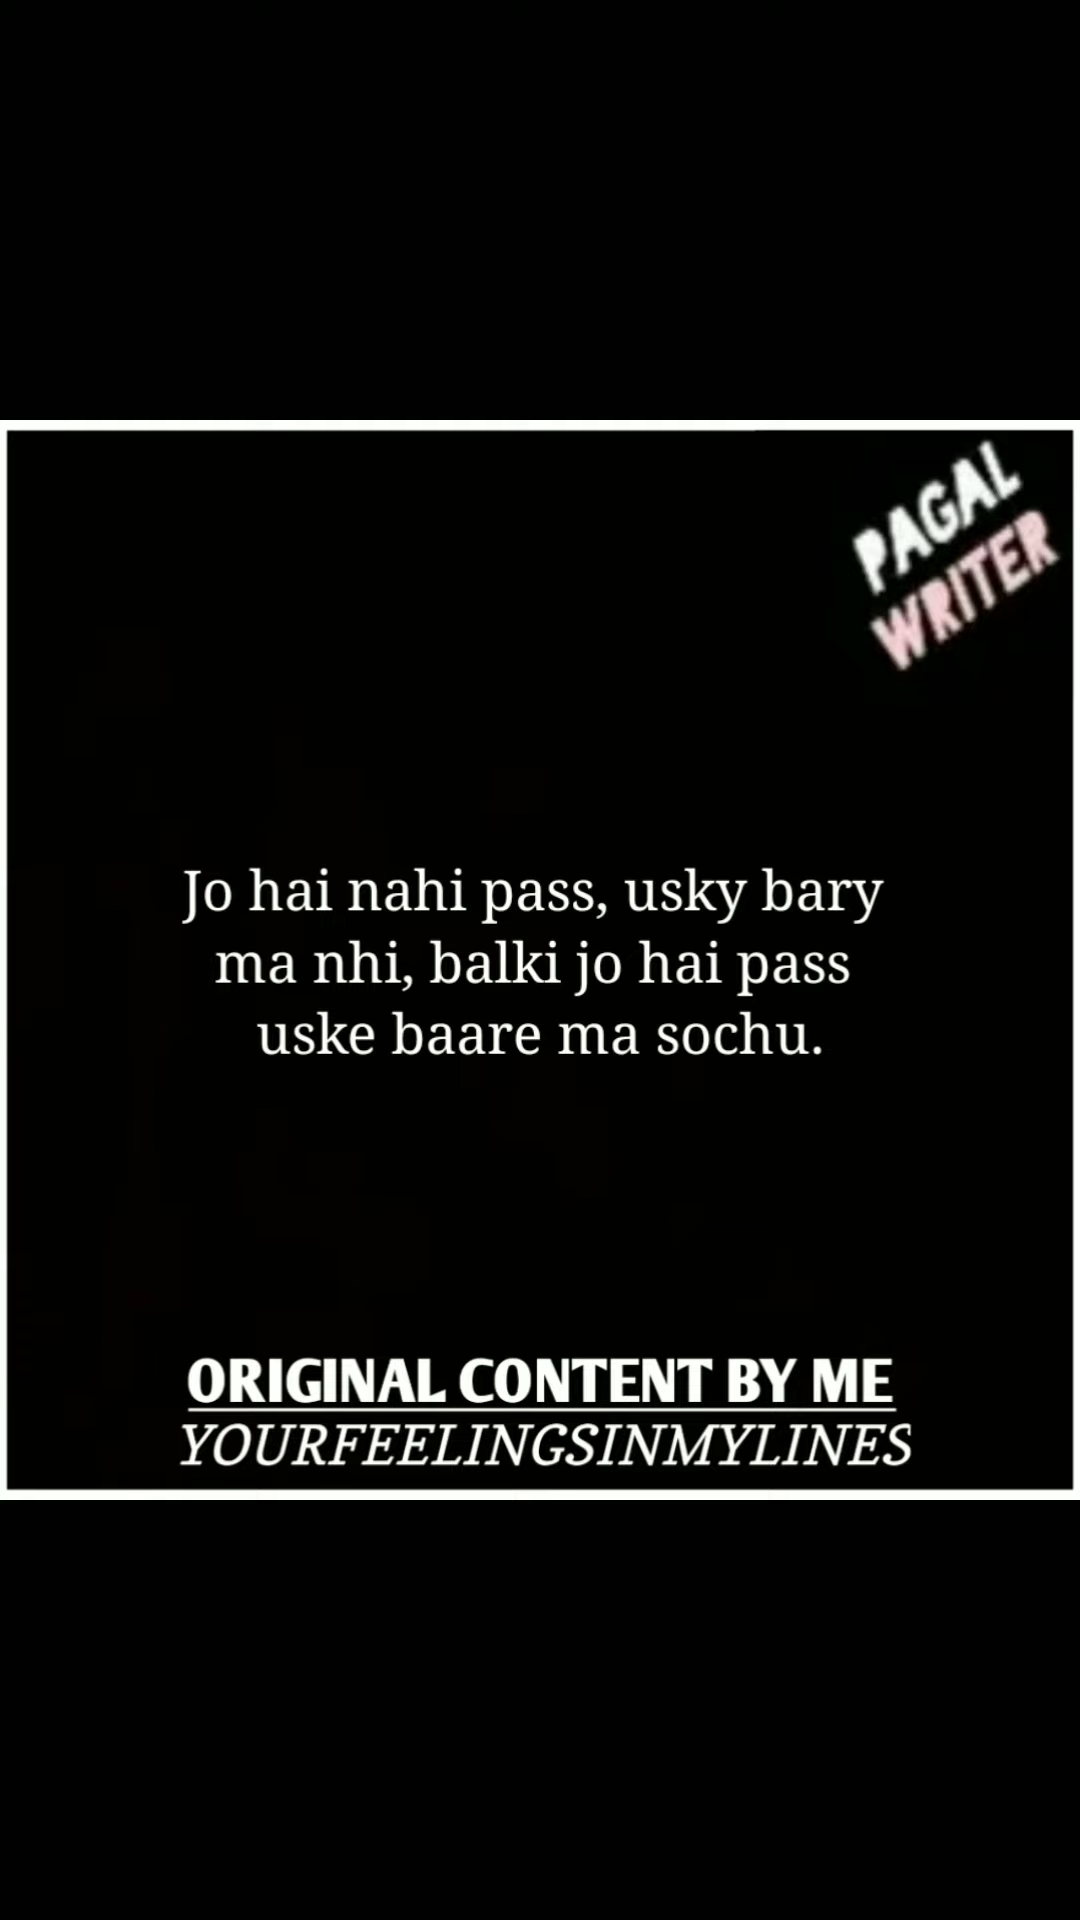 PAGAL
WRITER
Jo hai nahi pass, usky bary
ma nhi, balki jo hai pass
uske baare ma sochu.
ORIGINAL CONTENT BY ME
YOURFEELINGSINMYLINES